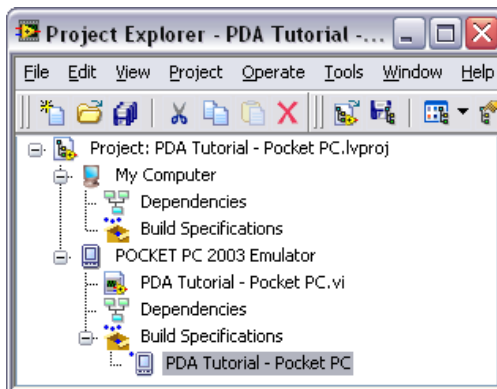 Project Explorer - PDA Tutorial -...
File Edit View Project Operate Tools Window Help
Project: PDA Tutorial - Pocket PC.lvproj
My Computer
Dependencies
Build Specifications
POCKET PC 2003 Emulator
PDA Tutorial - Pocket PC.vi
Dependencies
Build Specifications
PDA Tutorial - Pocket PC